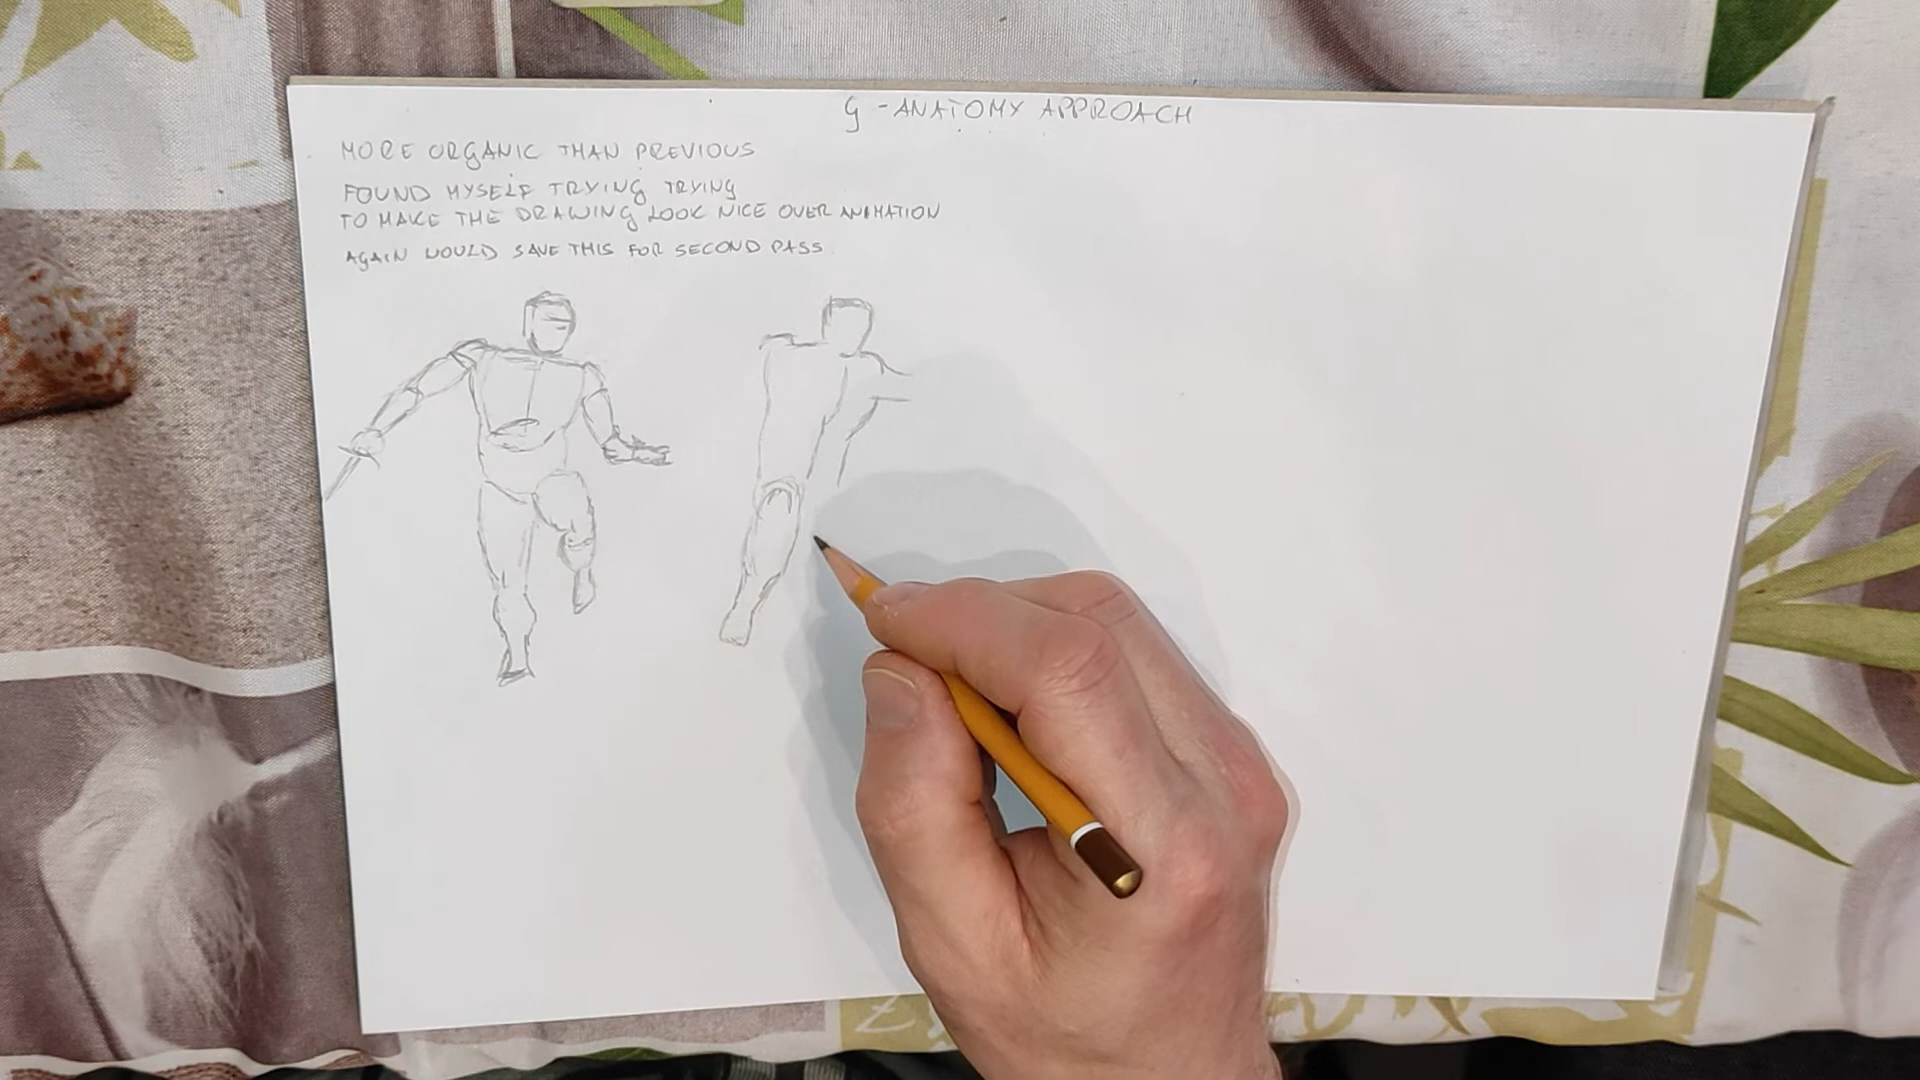 9 - ANATOMY APPROACH
MORE ORGANIC THAN PREVIOUS
FOUND MYSELF TRYING TRYING
TO MAKE THE DRAWING LOOK NICE OVER ANIMATION
AGAIN WOULD SAVE THIS FOR SECOND PASS